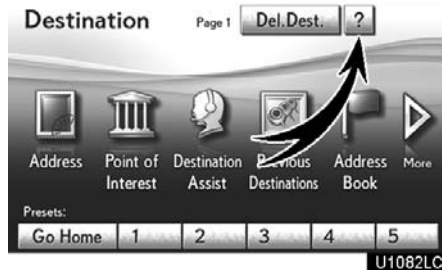 Destination Page 1 Del.Dest. ?
Address Point of Interest Destination Assist Previous Destinations Address Book More
Presets:
Go Home 1 2 3 4 5
U1082LC